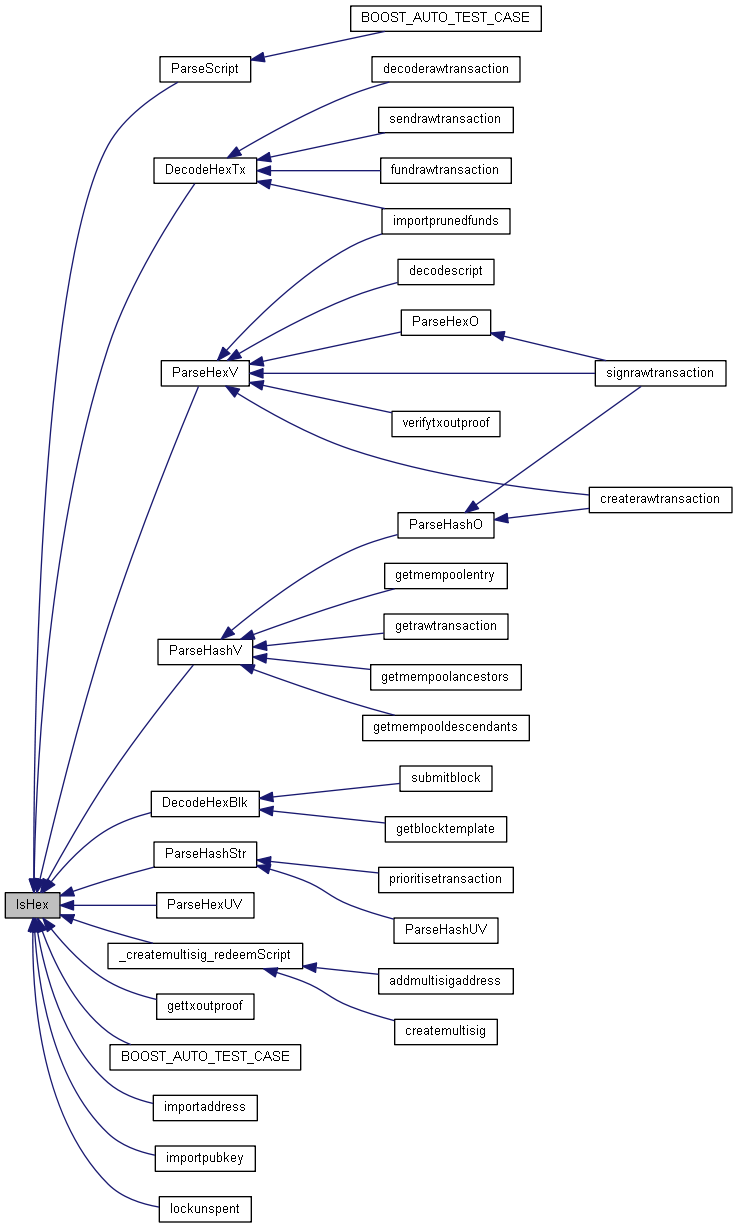 BOOST_AUTO_TEST_CASE
ParseScript
decoderawtransaction
sendrawtransaction
DecodeHexTx
fundrawtransaction
importprunedfunds
decodescript
ParseHexO
ParseHexV
signrawtransaction
verifytxoutproof
createrawtransaction
ParseHashO
getmempoolentry
getrawtransaction
ParseHashV
getmempoolancestors
getmempooldescendants
submitblock
DecodeHexBlk
getblocktemplate
ParseHashStr
prioritisetransaction
IsHex
ParseHexUV
ParseHashUV
_createmultisig_redeemScript
addmultisigaddress
gettxoutproof
createmultisig
BOOST_AUTO_TEST_CASE
importaddress
importpubkey
lockunspent